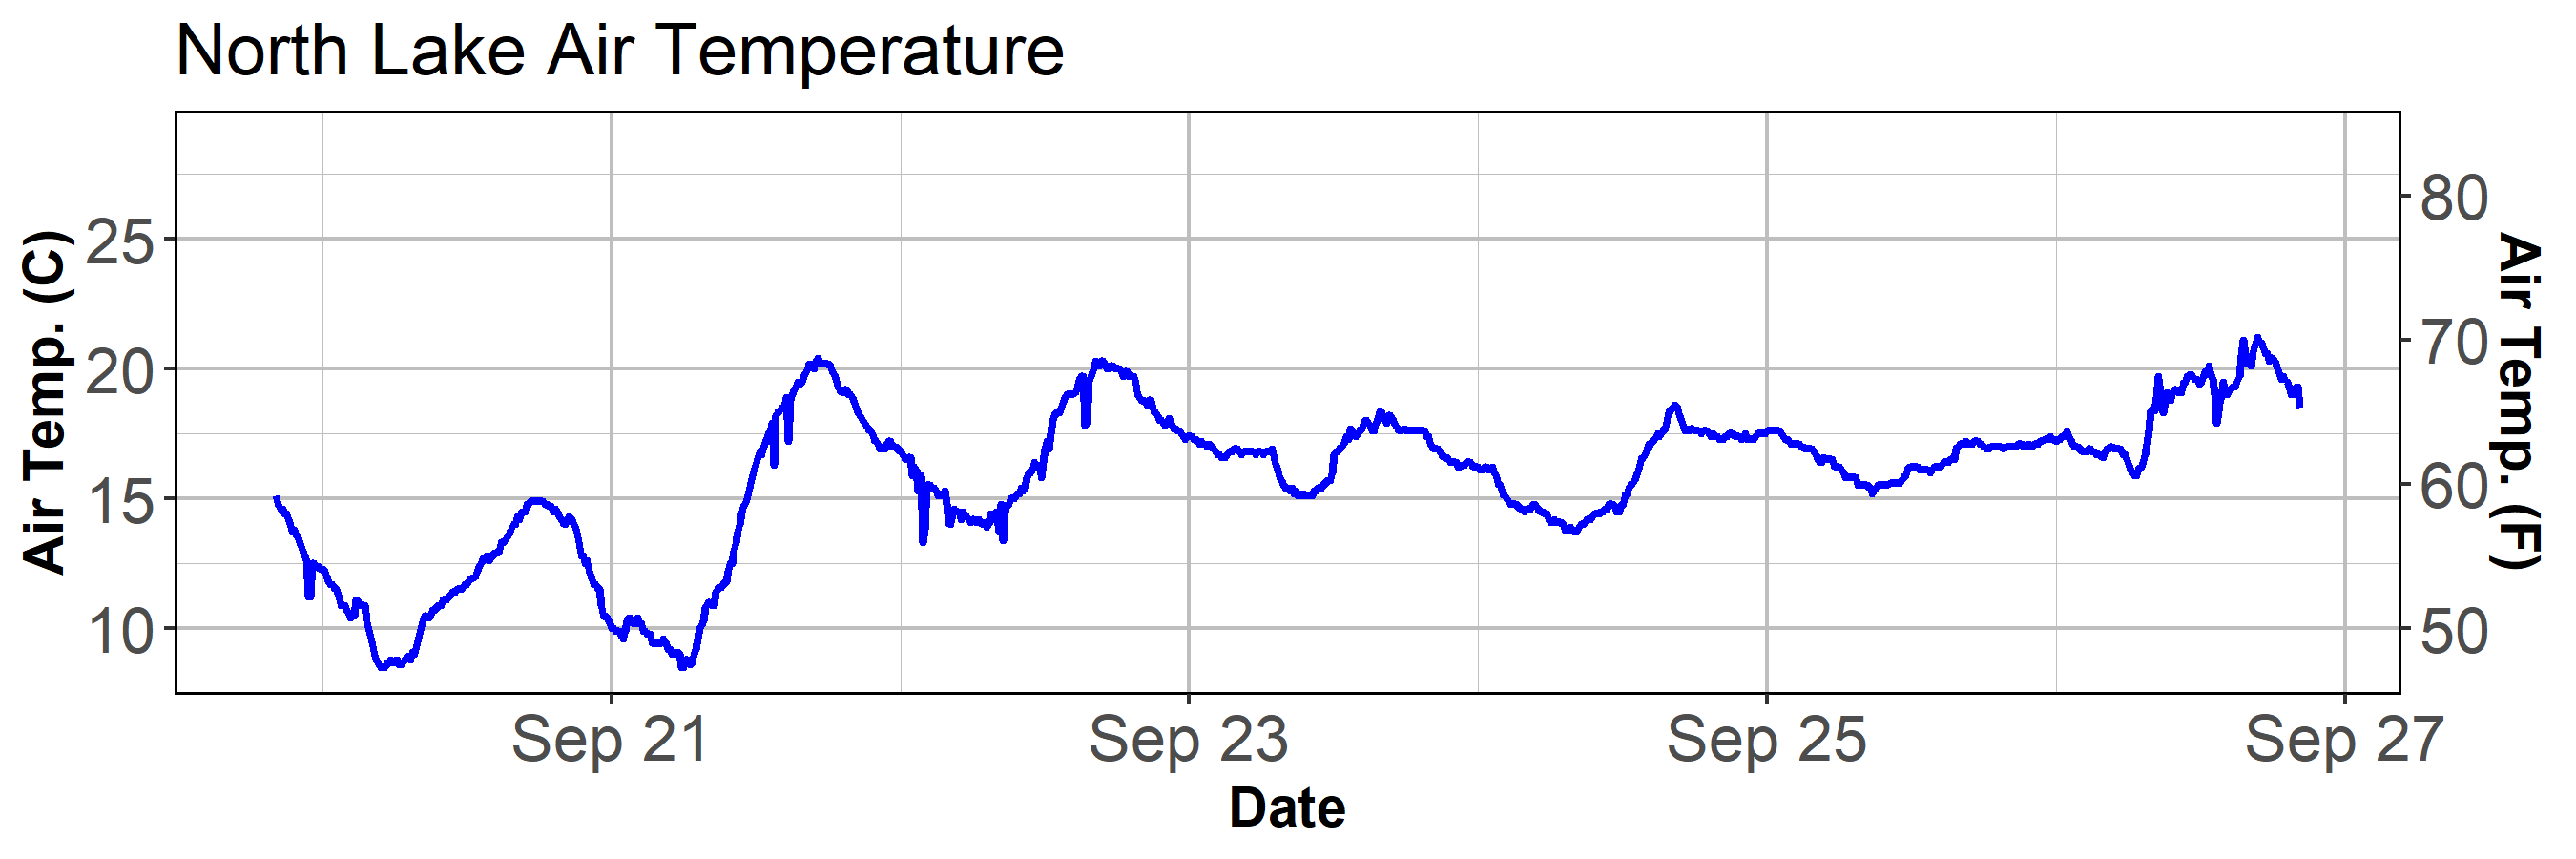 North Lake Air Temperature
Air Temp. (C)
25
20
15
10
80
70
60
50
Air Temp. (F)
Sep 21
Sep 23
Sep 25
Sep 27
Date